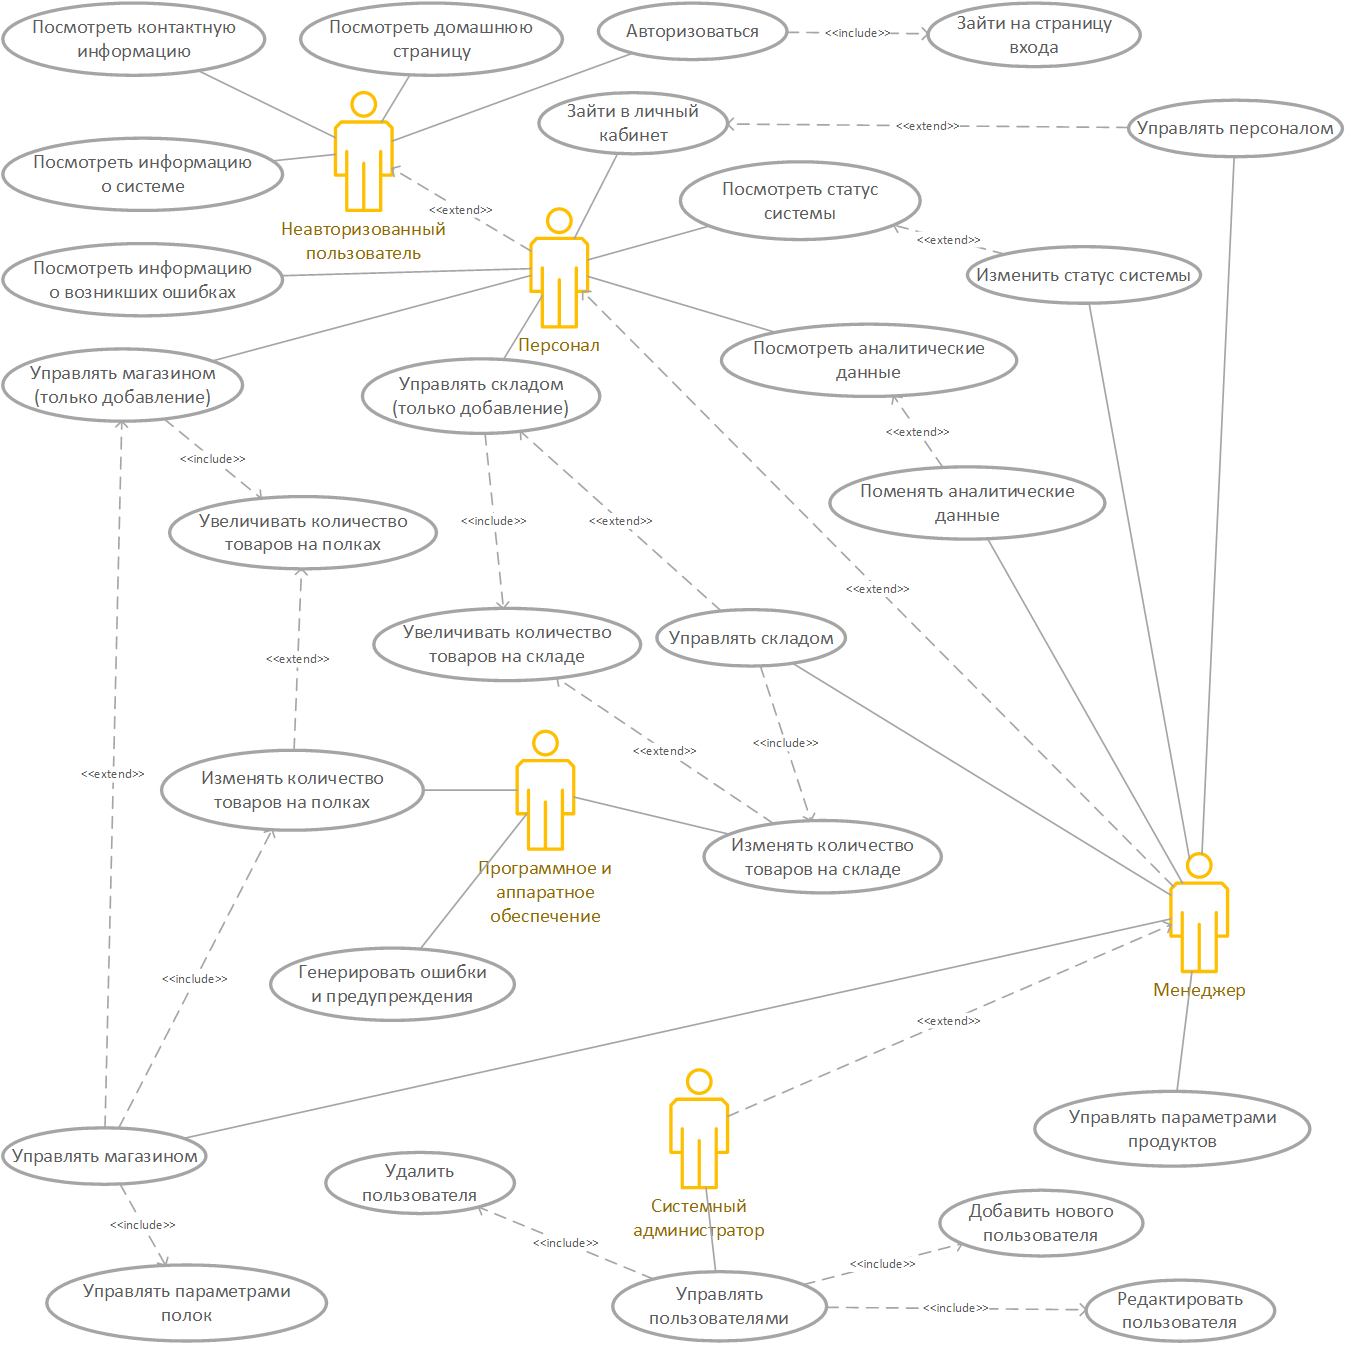 Посмотреть контактную
информацию
Посмотреть домашнюю
страницу
Авторизоваться
<<include>>
Зайти на страницу
входа
Зайти в личный
кабинет
<<extend>>
Управлять персоналом
Посмотреть информацию
о системе
Неавторизованный
пользователь
<<extend>>
Посмотреть статус
системы
<<extend>>
Изменить статус системы
Посмотреть информацию
о возникших ошибках
Персонал
Посмотреть аналитические
данные
Управлять магазином
(только добавление)
Управлять складом
(только добавление)
<<extend>>
<<include>>
Поменять аналитические
данные
Увеличивать количество
товаров на полках
<<include>>
<<extend>>
<<extend>>
Увеличивать количество
товаров на складе
Управлять складом
<<extend>>
<<extend>>
<<include>>
<<extend>>
Изменять количество
товаров на полках
Программное и
аппаратное
обеспечение
Изменять количество
товаров на складе
<<include>>
Генерировать ошибки
и предупреждения
Менеджер
<<extend>>
Управлять параметрами
продуктов
Управлять магазином
Удалить
пользователя
Системный
администратор
Добавить нового
пользователя
<<include>>
<<include>>
<<include>>
Управлять параметрами
полок
Управлять
пользователями
<<include>>
Редактировать
пользователя